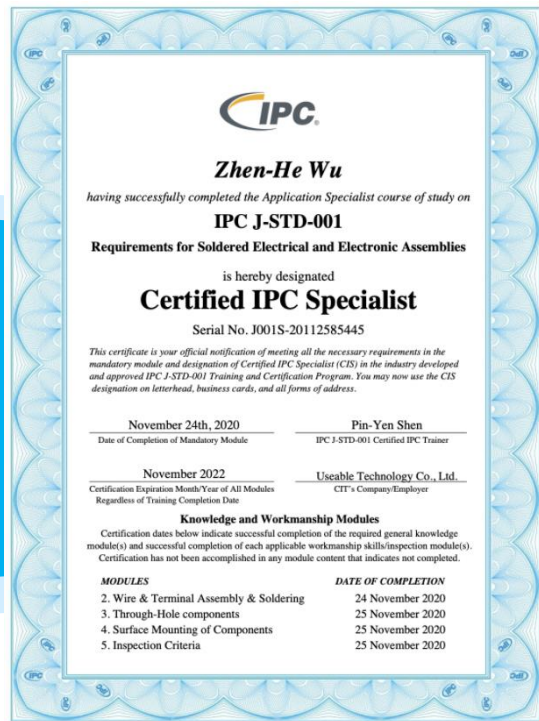 IPC
Zhen-He Wu
having successfully completed the Application Specialist course of study on
IPC J-STD-001
Requirements for Soldered Electrical and Electronic Assemblies
is hereby designated
Certified IPC Specialist
Serial No. J001S-20112585445
This certificate is your official notification of meeting all the necessary requirements in the
mandatory module and designation of Certified IPC Specialist (CIS) in the industry developed
and approved IPC J-STD-001 Training and Certification Program. You may now use the CIS
designation on letterhead, business cards, and all forms of address.
November 24th, 2020
Date of Completion of Mandatory Module
Pin-Yen Shen
IPC J-STD-001 Certified IPC Trainer
November 2022
Certification Expiration Month/Year of All Modules
Regardless of Training Completion Date
Useable Technology Co., Ltd.
CIT's Company/Employer
Knowledge and Workmanship Modules
Certification dates below indicate successful completion of the required general knowledge
module(s) and successful completion of each applicable workmanship skills/inspection module(s).
Certification has not been accomplished in any module content that indicates not completed.
MODULES DATE OF COMPLETION
2. Wire & Terminal Assembly & Soldering 24 November 2020
3. Through-Hole components 25 November 2020
4. Surface Mounting of Components 25 November 2020
5. Inspection Criteria 25 November 2020